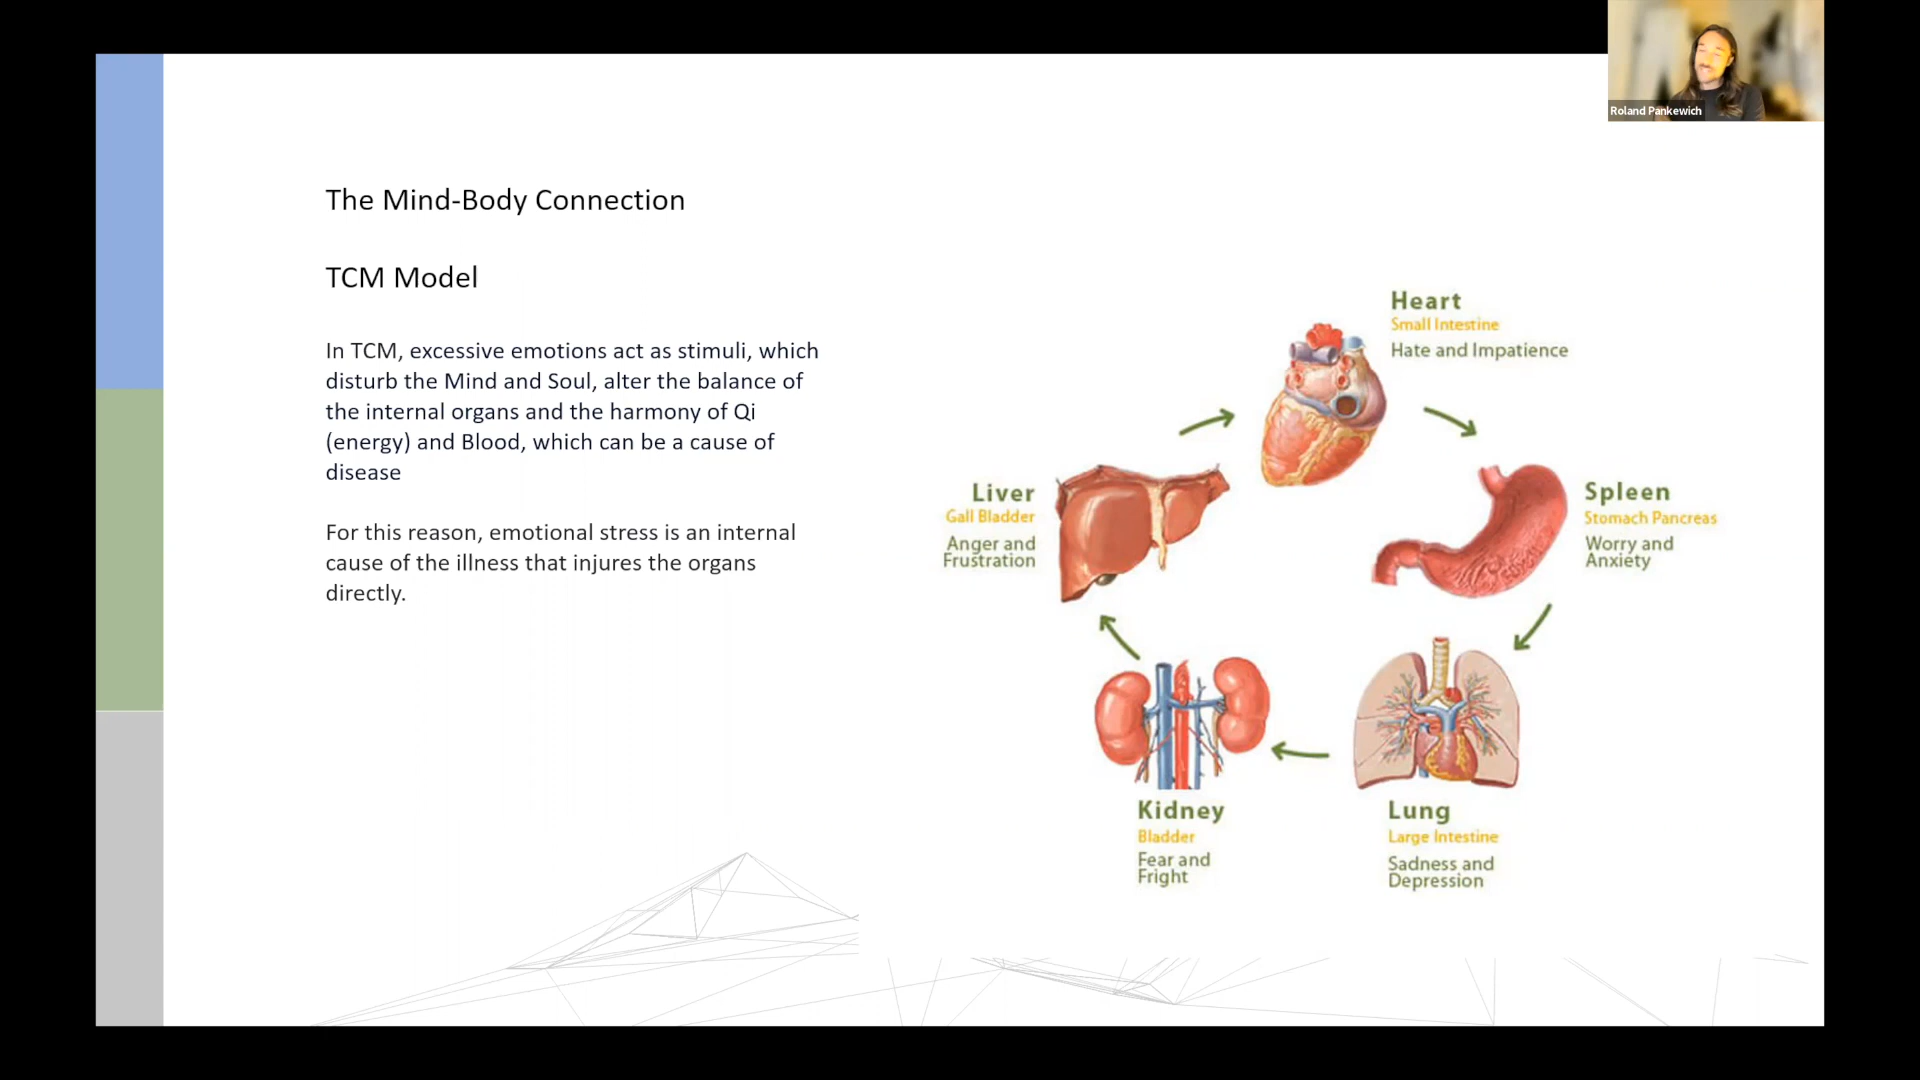 Roland Pankewich
The Mind-Body Connection
TCM Model
In TCM, excessive emotions act as stimuli, which
disturb the Mind and Soul, alter the balance of
the internal organs and the harmony of Qi
(energy) and Blood, which can be a cause of
disease
For this reason, emotional stress is an internal
cause of the illness that injures the organs
directly.
Heart
Small Intestine
Hate and Impatience
Liver
Gall Bladder
Anger and
Frustration
Spleen
Stomach Pancreas
Worry and
Anxiety
Kidney
Bladder
Fear and
Fright
Lung
Large Intestine
Sadness and
Depression